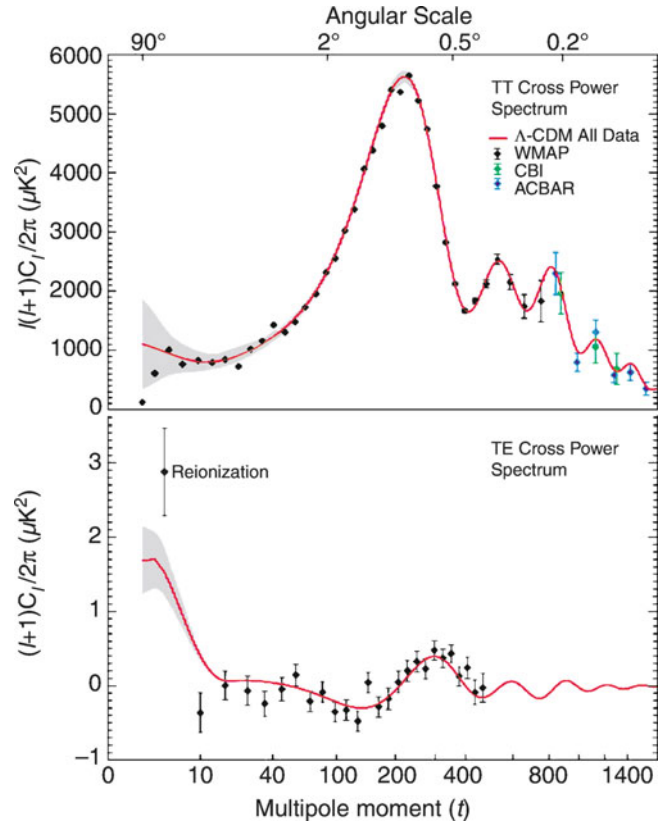 Angular Scale
90° 2° 0.5° 0.2°
6000
5000
4000
3000
2000
1000
0
l(l+1)Cl/2π (μK²)
TT Cross Power
Spectrum
Λ-CDM All Data
WMAP
CBI
ACBAR
3
2
1
0
−1
(l+1)Cl/2π (μK²)
Reionization
TE Cross Power
Spectrum
0 10 40 100 200 400 800 1400
Multipole moment (t)